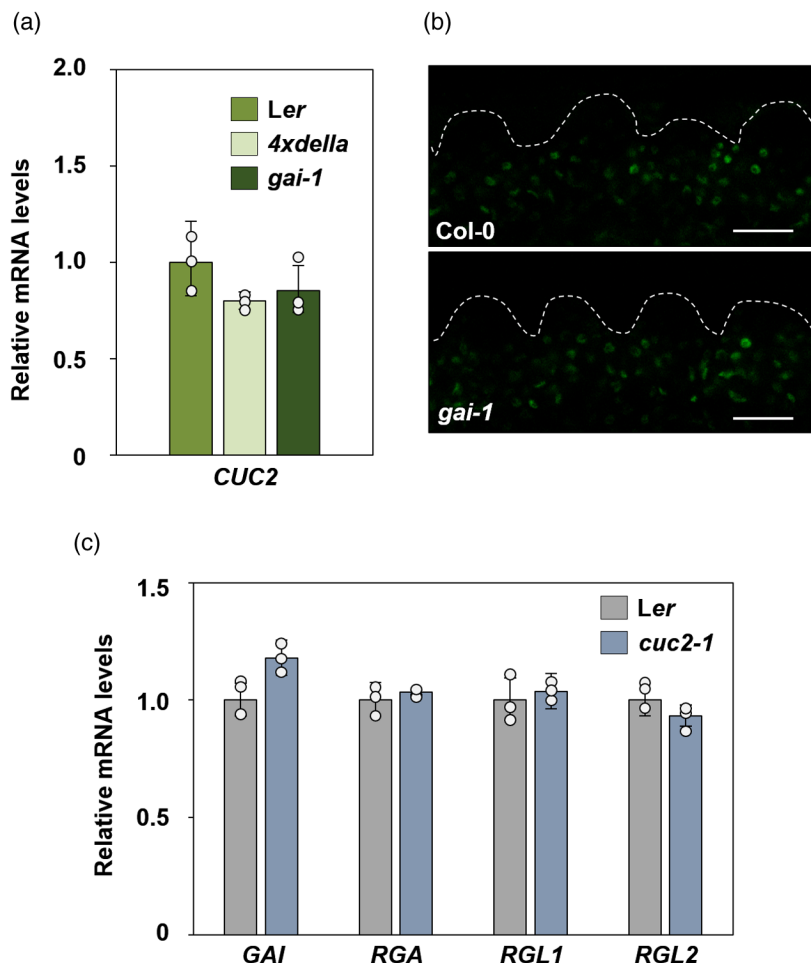 (a)
Relative mRNA levels
2.0
1.5
1.0
0.5
0
Ler
4xdella
gai-1
CUC2
(b)
Col-0
gai-1
(c)
Relative mRNA levels
1.5
1.0
0.5
0
Ler
cuc2-1
GAI RGA RGL1 RGL2